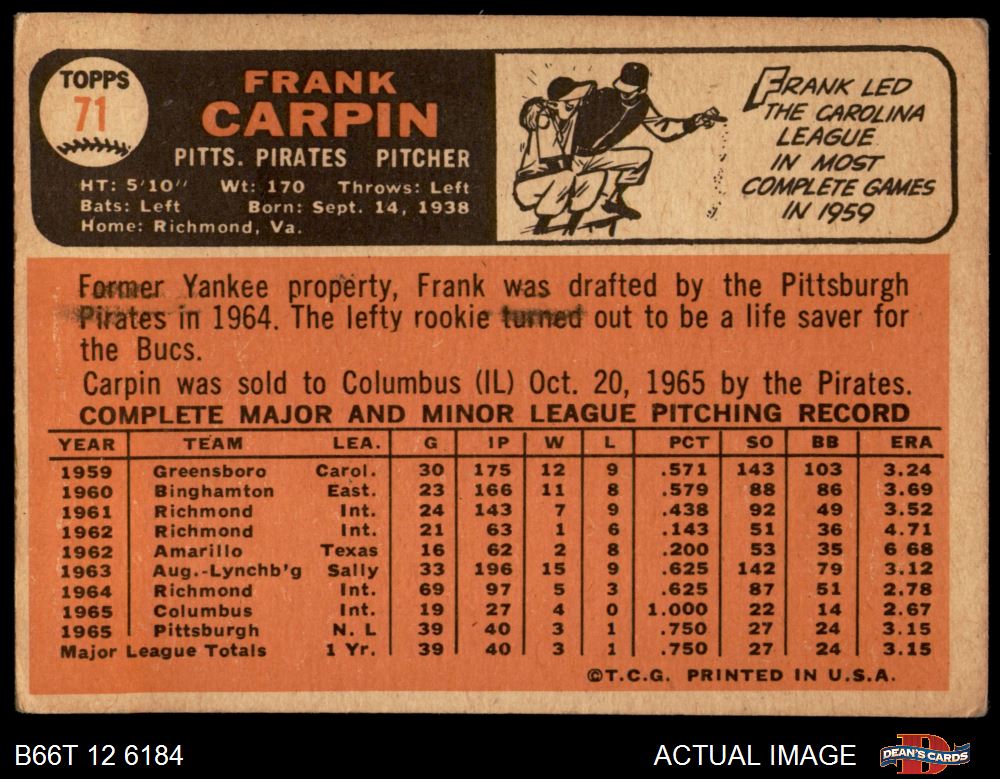 TOPPS
71
FRANK
CARPIN
PITTS. PIRATES PITCHER
HT: 5'10" Wt: 170 Throws: Left
Bats: Left Born: Sept. 14, 1938
Home: Richmond, Va.
FRANK LED
THE CAROLINA
LEAGUE
IN MOST
COMPLETE GAMES
IN 1959
Former Yankee property, Frank was drafted by the Pittsburgh
Pirates in 1964. The lefty rookie turned out to be a life saver for
the Bucs.
Carpin was sold to Columbus (IL) Oct. 20, 1965 by the Pirates.
COMPLETE MAJOR AND MINOR LEAGUE PITCHING RECORD
YEAR TEAM LEA. G IP W L PCT SO BB ERA
1959 Greensboro Carol. 30 175 12 9 .571 143 103 3.24
1960 Binghamton East. 23 166 11 8 .579 88 86 3.69
1961 Richmond Int. 24 143 7 9 .438 92 49 3.52
1962 Richmond Int. 21 63 1 6 .143 51 36 4.71
1962 Amarillo Texas 16 62 2 8 .200 53 35 6 68
1963 Aug.-Lynchb'g Sally 33 196 15 9 .625 142 79 3.12
1964 Richmond Int. 69 97 5 3 .625 87 51 2.78
1965 Columbus Int. 19 27 4 0 1.000 22 14 2.67
1965 Pittsburgh N. L 39 40 3 1 .750 27 24 3.15
Major League Totals 1 Yr. 39 40 3 1 .750 27 24 3.15
©T.C.G. PRINTED IN U.S.A.
B66T 12 6184
ACTUAL IMAGE
DEAN'S CARDS